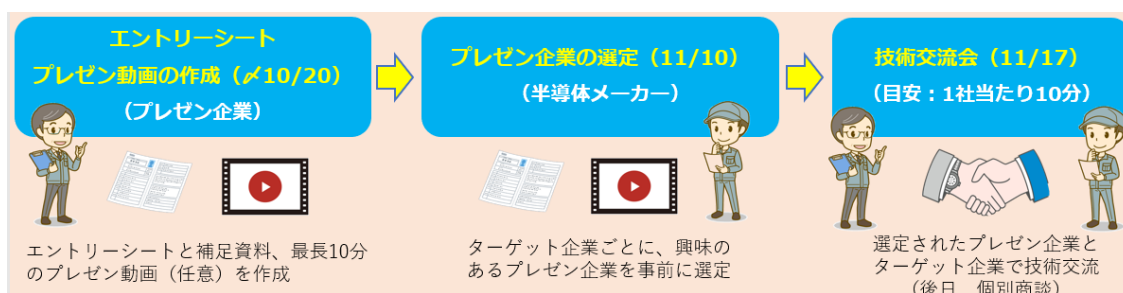 エントリーシート
プレゼン動画の作成（〆10/20）
（プレゼン企業）
プレゼン企業の選定（11/10）
（半導体メーカー）
技術交流会（11/17）
（目安：1社当たり10分）
エントリーシートと補足資料、最長10分
のプレゼン動画（任意）を作成
ターゲット企業ごとに、興味の
あるプレゼン企業を事前に選定
選定されたプレゼン企業と
ターゲット企業で技術交流
（後日、個別商談）